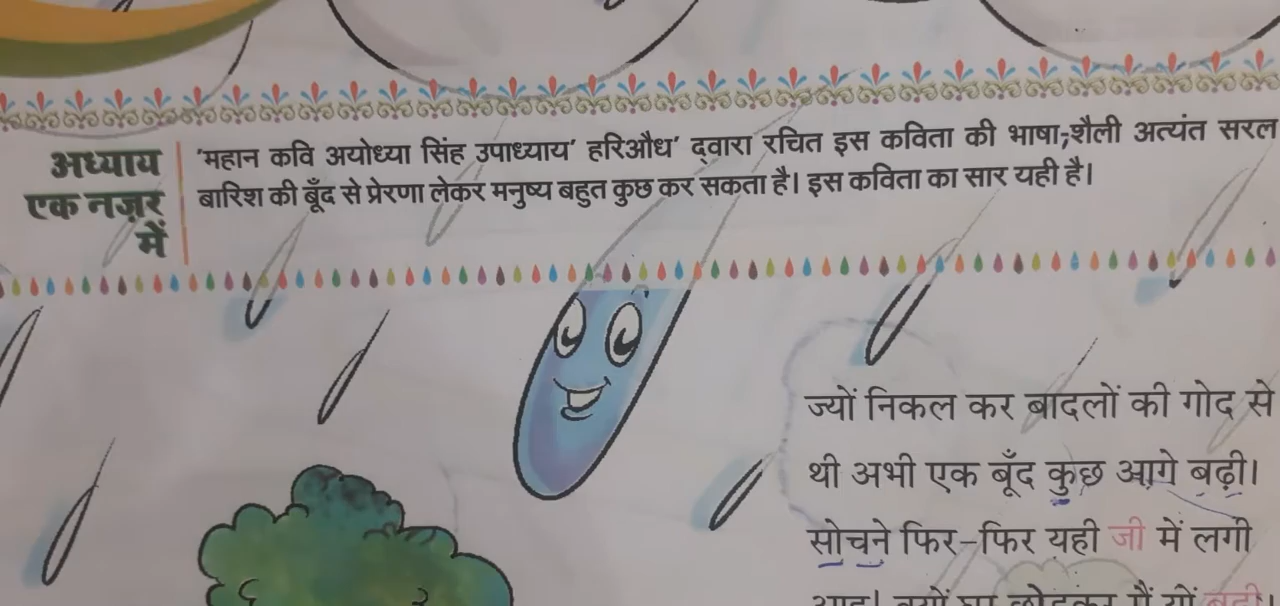 अध्याय
एक नज़र
में
'महान कवि अयोध्या सिंह उपाध्याय' हरिऔध' द्वारा रचित इस कविता की भाषा;शैली अत्यंत सरल
बारिश की बूँद से प्रेरणा लेकर मनुष्य बहुत कुछ कर सकता है। इस कविता का सार यही है।
ज्यों निकल कर बादलों की गोद से
थी अभी एक बूँद कुछ आगे बढ़ी।
सोचने फिर-फिर यही जी में लगी